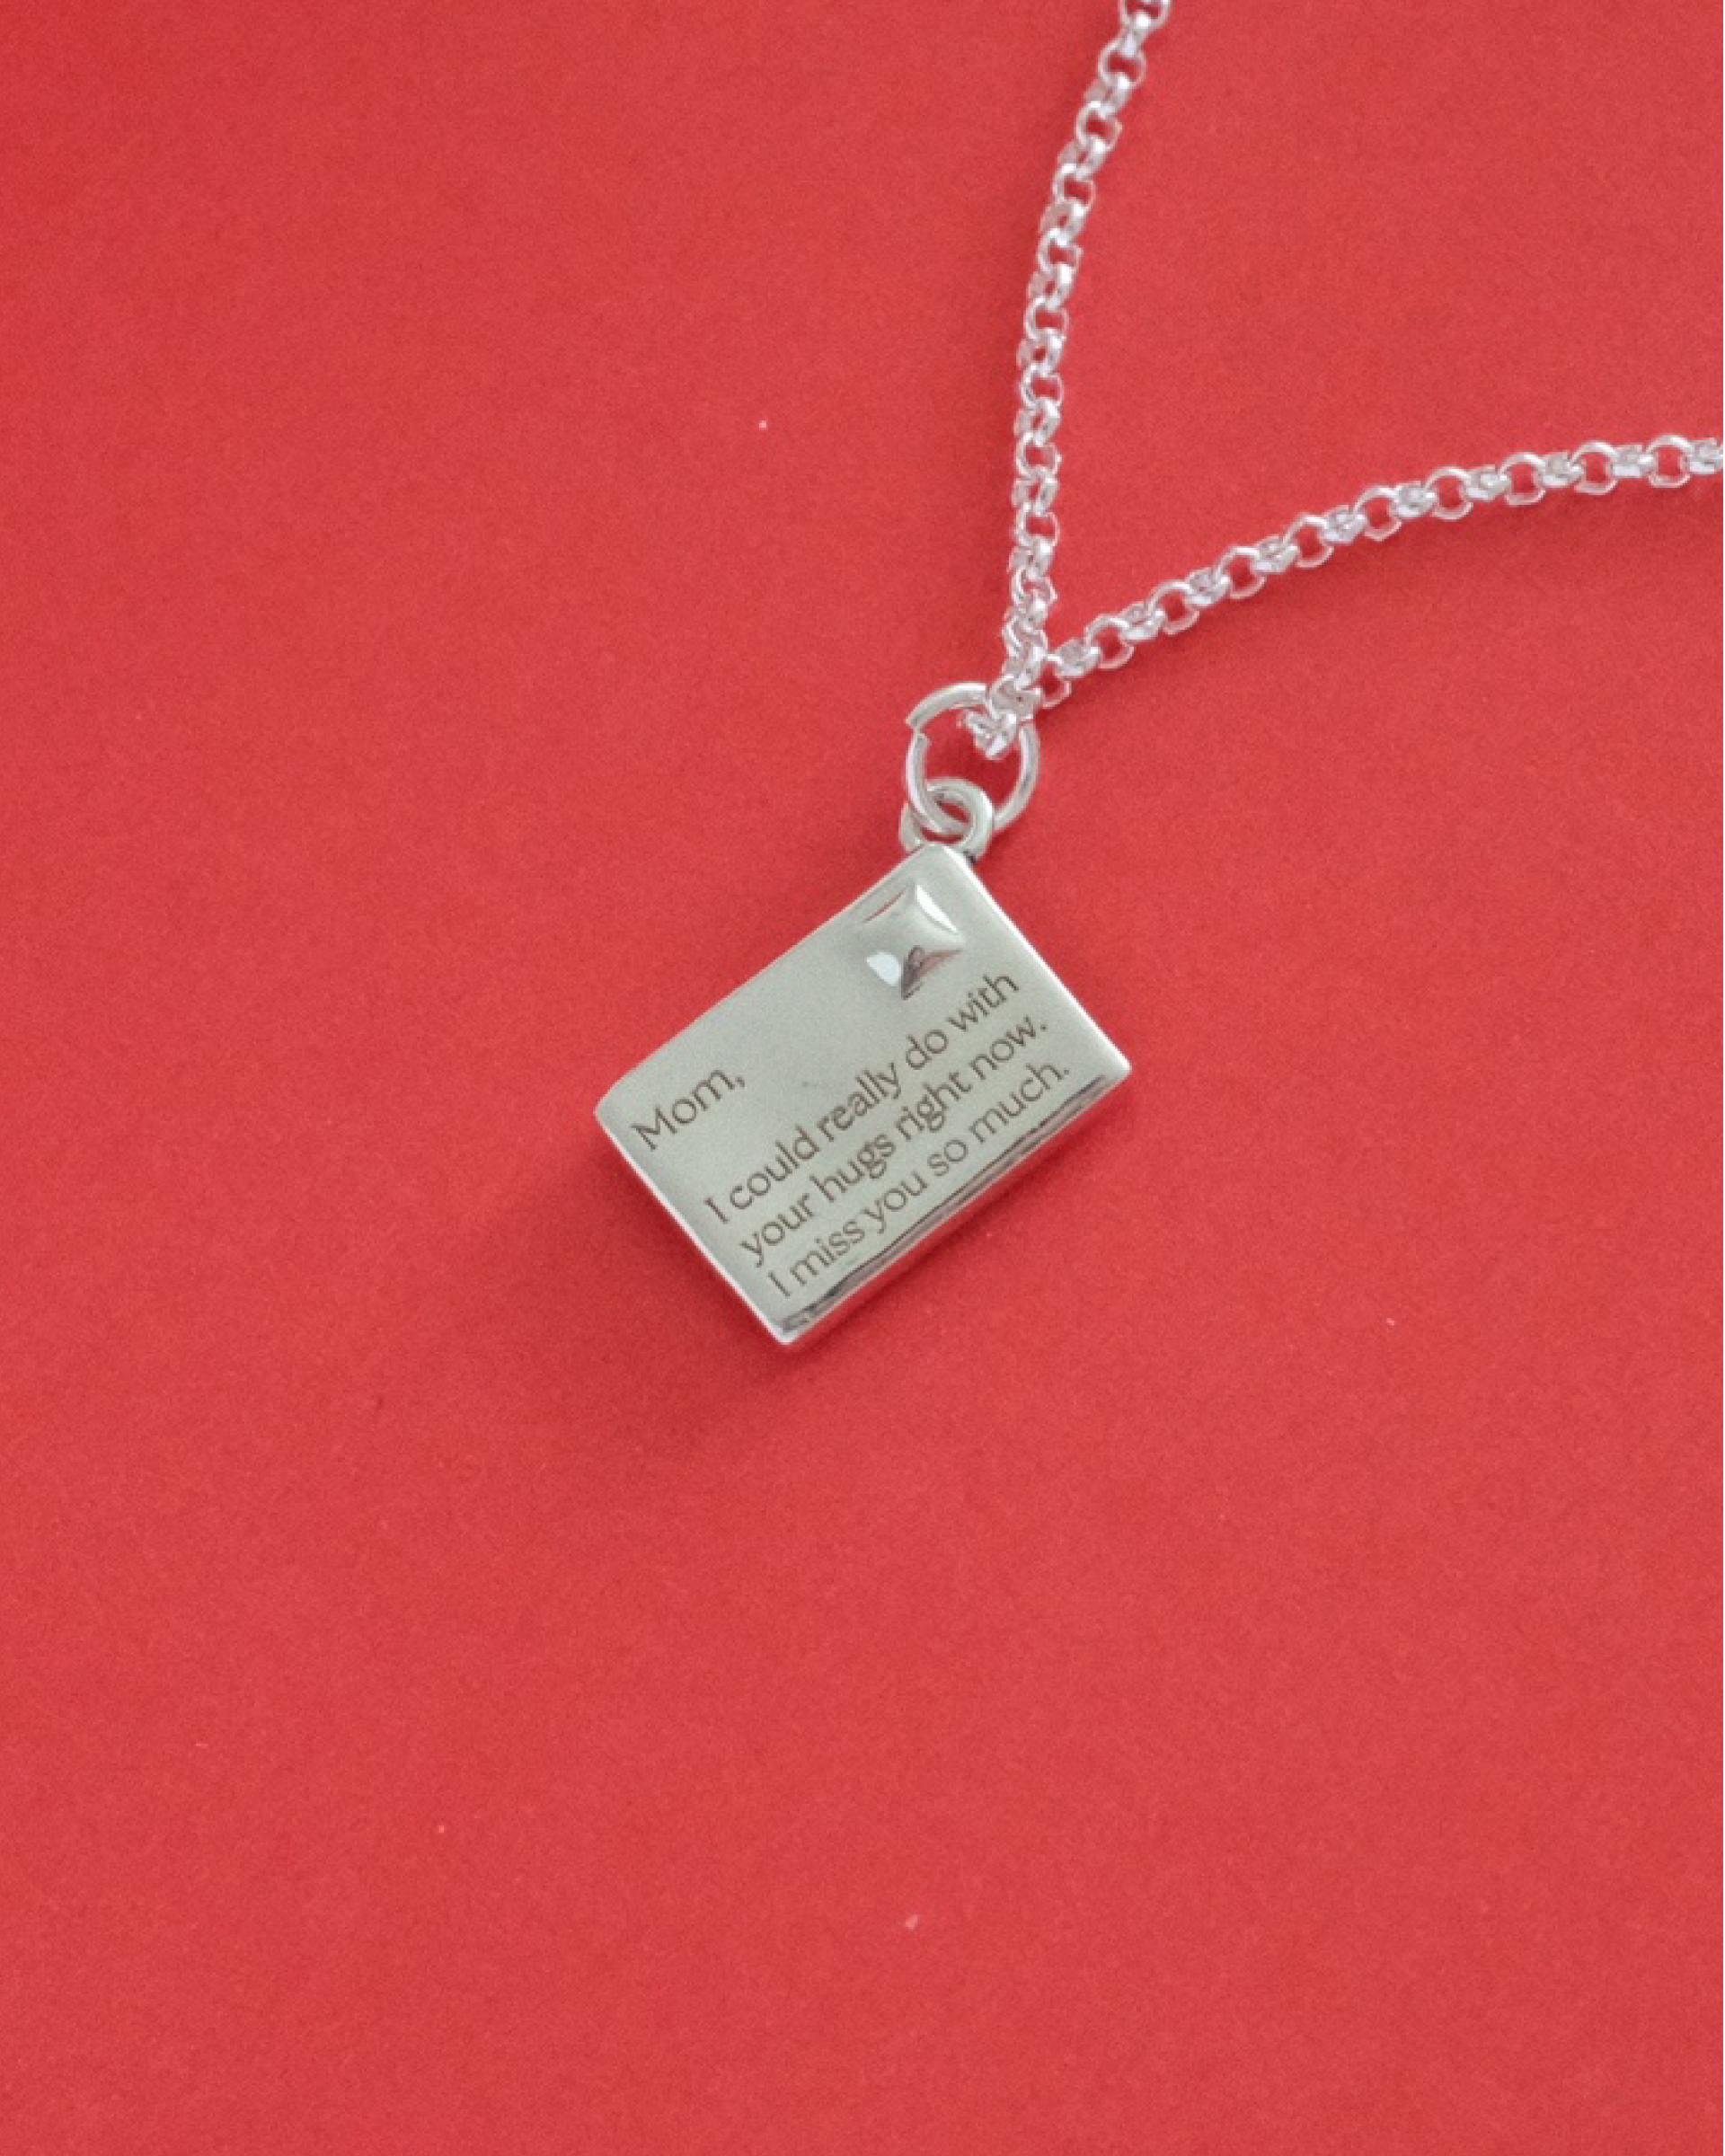 Mom,
I could really do with
your hugs right now.
I miss you so much.